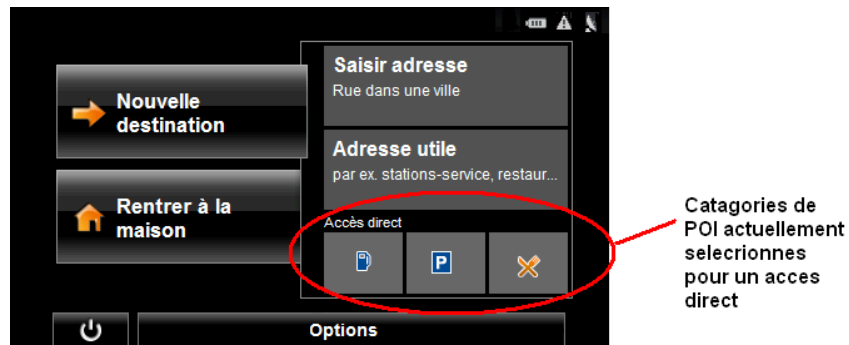 Saisir adresse
Rue dans une ville
Nouvelle
destination
Adresse utile
par ex. stations-service, restaur...
Rentrer à la
maison
Accès direct
P
Options
Catagories de
POI actuellement
selecrionnes
pour un acces
direct